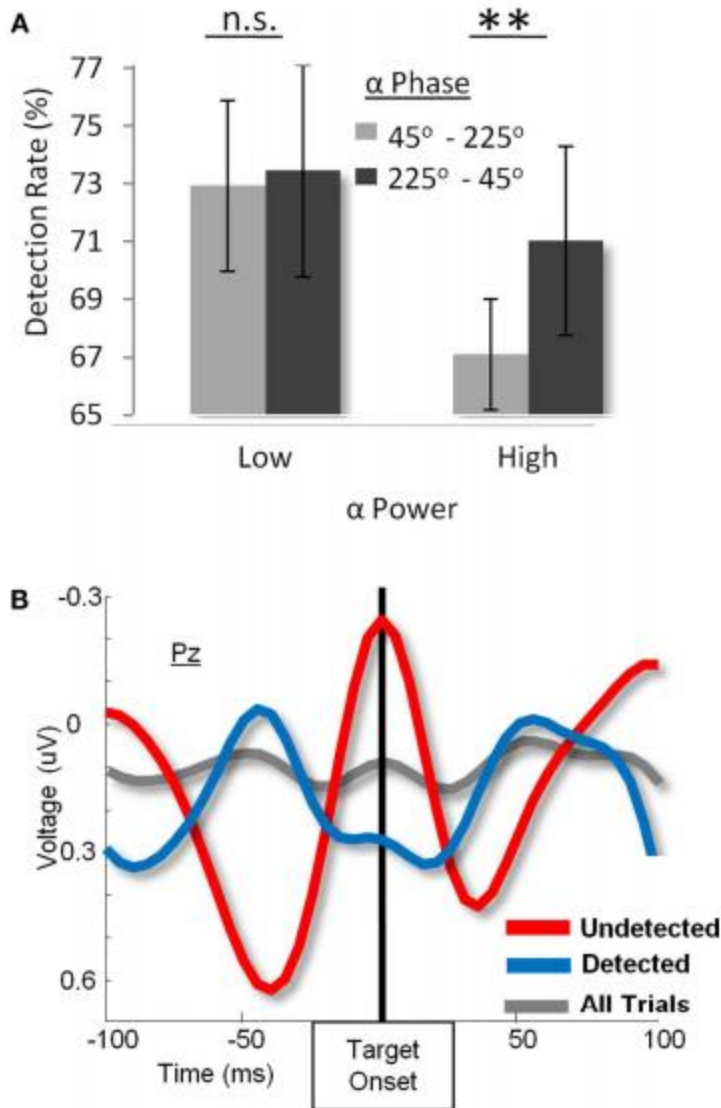 A
n.s.
**
77
75
73
71
69
67
65
Detection Rate (%)
α Phase
45° - 225°
225° - 45°
Low
High
α Power
B
-0.3
0
0.3
0.6
Voltage (uV)
Pz
Undetected
Detected
All Trials
-100
-50
50
100
Time (ms)
Target
Onset